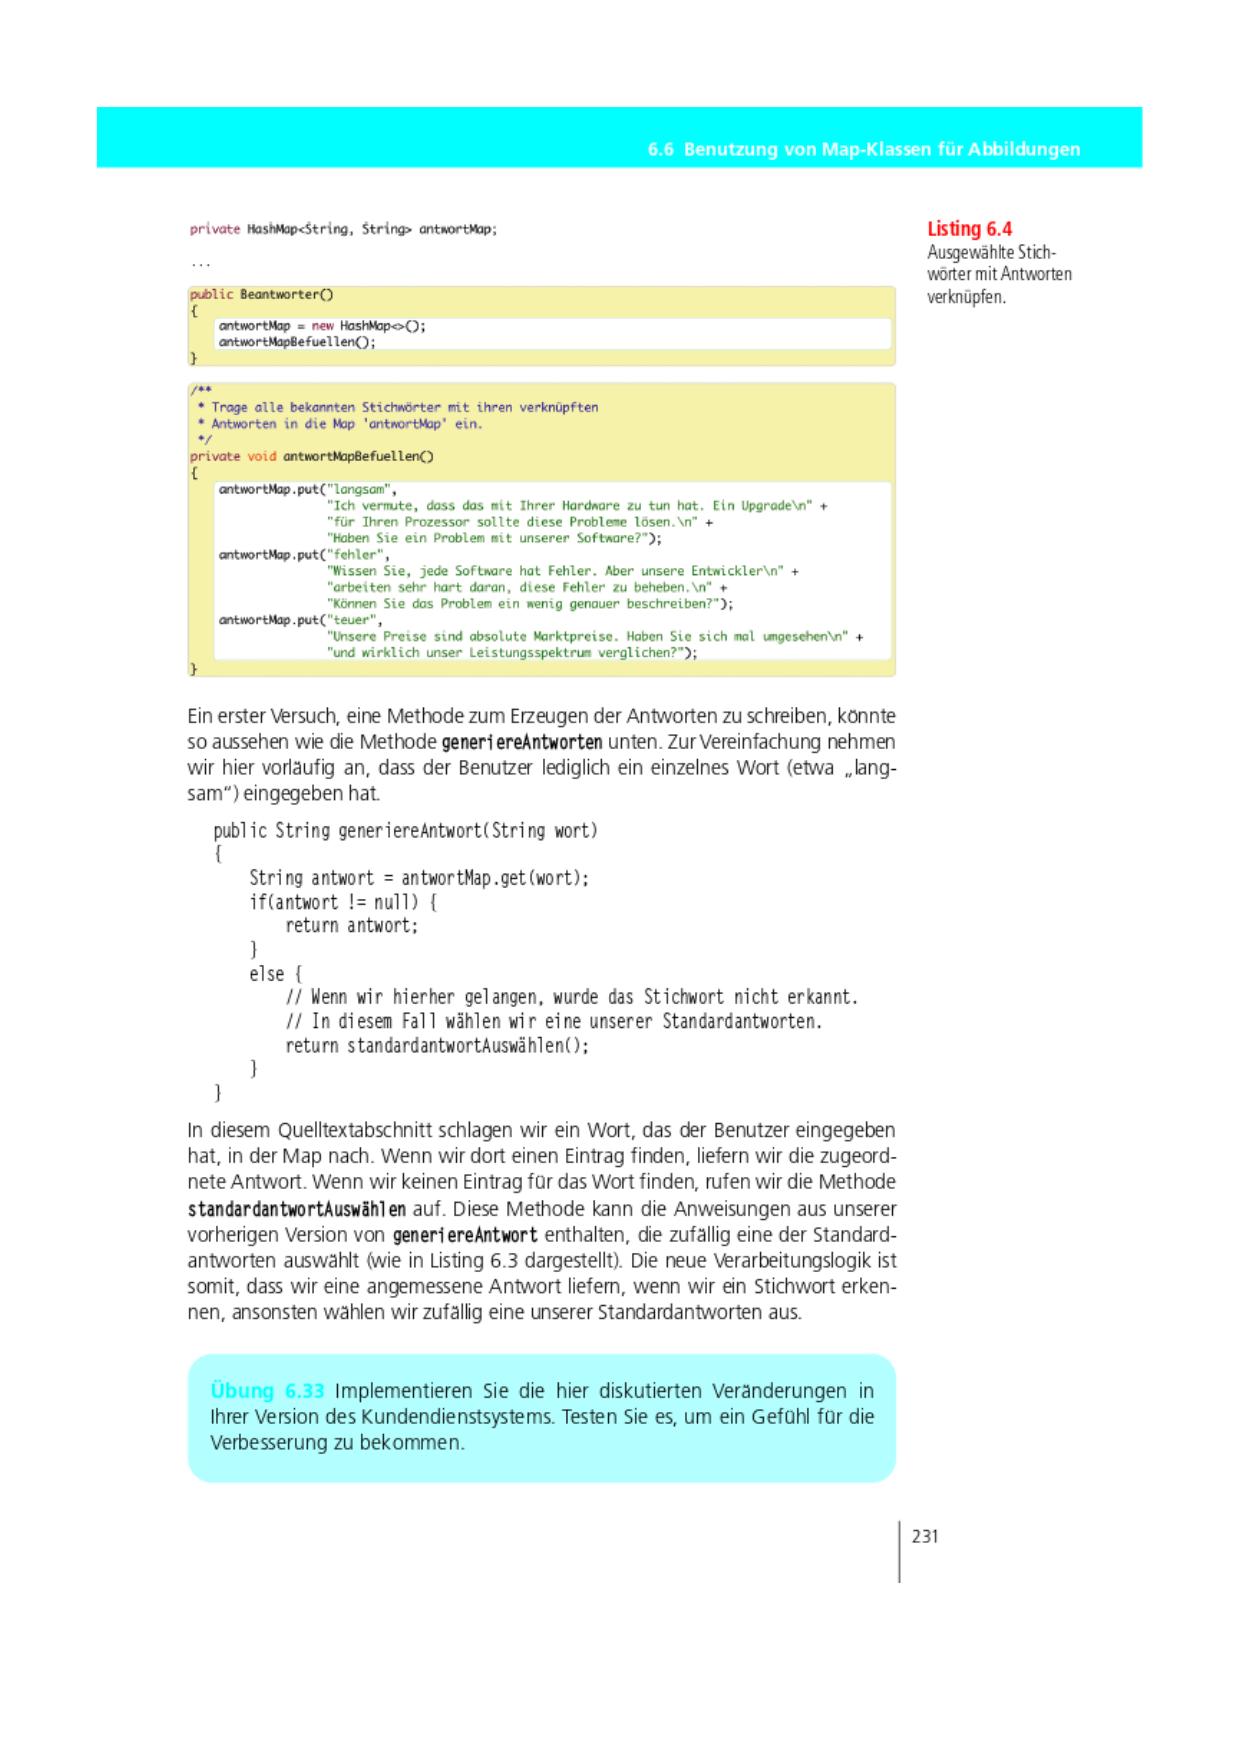 6.6 Benutzung von Map-Klassen für Abbildungen
private HashMap<String, String> antwortMap;
...
public Beantworter()
{
    antwortMap = new HashMap<>();
    antwortMapBefuellen();
}
/**
 * Trage alle bekannten Stichwörter mit ihren verknüpften
 * Antworten in die Map 'antwortMap' ein.
 */
private void antwortMapBefuellen()
{
    antwortMap.put("langsam",
                   "Ich vermute, dass das mit Ihrer Hardware zu tun hat. Ein Upgrade\n" +
                   "für Ihren Prozessor sollte diese Probleme lösen.\n" +
                   "Haben Sie ein Problem mit unserer Software?");
    antwortMap.put("fehler",
                   "Wissen Sie, jede Software hat Fehler. Aber unsere Entwickler\n" +
                   "arbeiten sehr hart daran, diese Fehler zu beheben.\n" +
                   "Können Sie das Problem ein wenig genauer beschreiben?");
    antwortMap.put("teuer",
                   "Unsere Preise sind absolute Marktpreise. Haben Sie sich mal umgesehen\n" +
                   "und wirklich unser Leistungsspektrum verglichen?");
}
Listing 6.4
Ausgewählte Stich-
wörter mit Antworten
verknüpfen.
Ein erster Versuch, eine Methode zum Erzeugen der Antworten zu schreiben, könnte
so aussehen wie die Methode generiereAntworten unten. Zur Vereinfachung nehmen
wir hier vorläufig an, dass der Benutzer lediglich ein einzelnes Wort (etwa „lang-
sam“) eingegeben hat.
public String generiereAntwort(String wort)
{
    String antwort = antwortMap.get(wort);
    if(antwort != null) {
        return antwort;
    }
    else {
        // Wenn wir hierher gelangen, wurde das Stichwort nicht erkannt.
        // In diesem Fall wählen wir eine unserer Standardantworten.
        return standardantwortAuswählen();
    }
}
In diesem Quelltextabschnitt schlagen wir ein Wort, das der Benutzer eingegeben
hat, in der Map nach. Wenn wir dort einen Eintrag finden, liefern wir die zugeord-
nete Antwort. Wenn wir keinen Eintrag für das Wort finden, rufen wir die Methode
standardantwortAuswählen auf. Diese Methode kann die Anweisungen aus unserer
vorherigen Version von generiereAntwort enthalten, die zufällig eine der Standard-
antworten auswählt (wie in Listing 6.3 dargestellt). Die neue Verarbeitungslogik ist
somit, dass wir eine angemessene Antwort liefern, wenn wir ein Stichwort erken-
nen, ansonsten wählen wir zufällig eine unserer Standardantworten aus.
Übung 6.33 Implementieren Sie die hier diskutierten Veränderungen in
Ihrer Version des Kundendienstsystems. Testen Sie es, um ein Gefühl für die
Verbesserung zu bekommen.
231